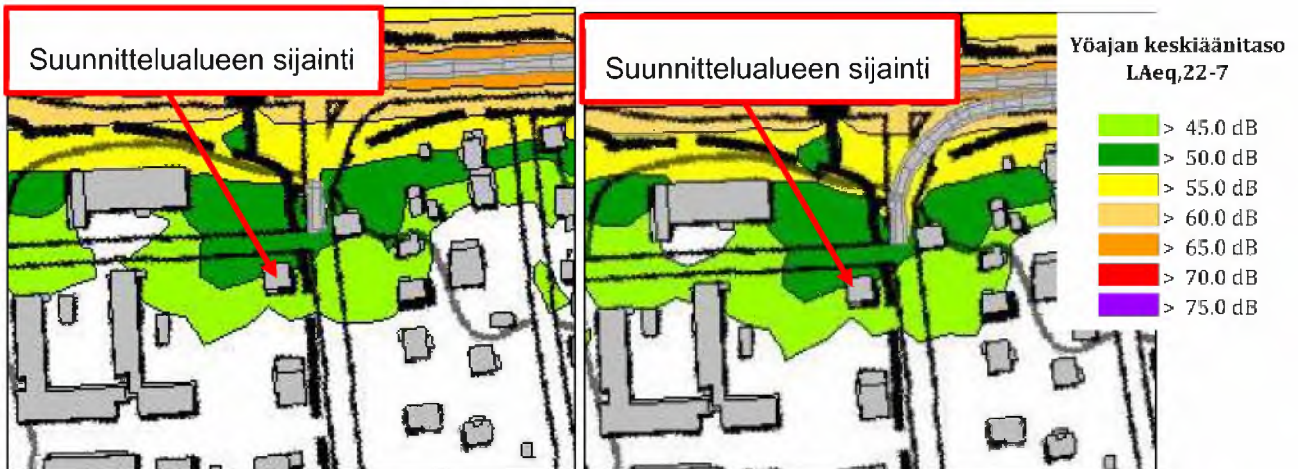 Suunnittelualueen sijainti
Suunnittelualueen sijainti
Yöajan keskiäänitaso
LAeq,22-7
> 45.0 dB
> 50.0 dB
> 55.0 dB
> 60.0 dB
> 65.0 dB
> 70.0 dB
> 75.0 dB